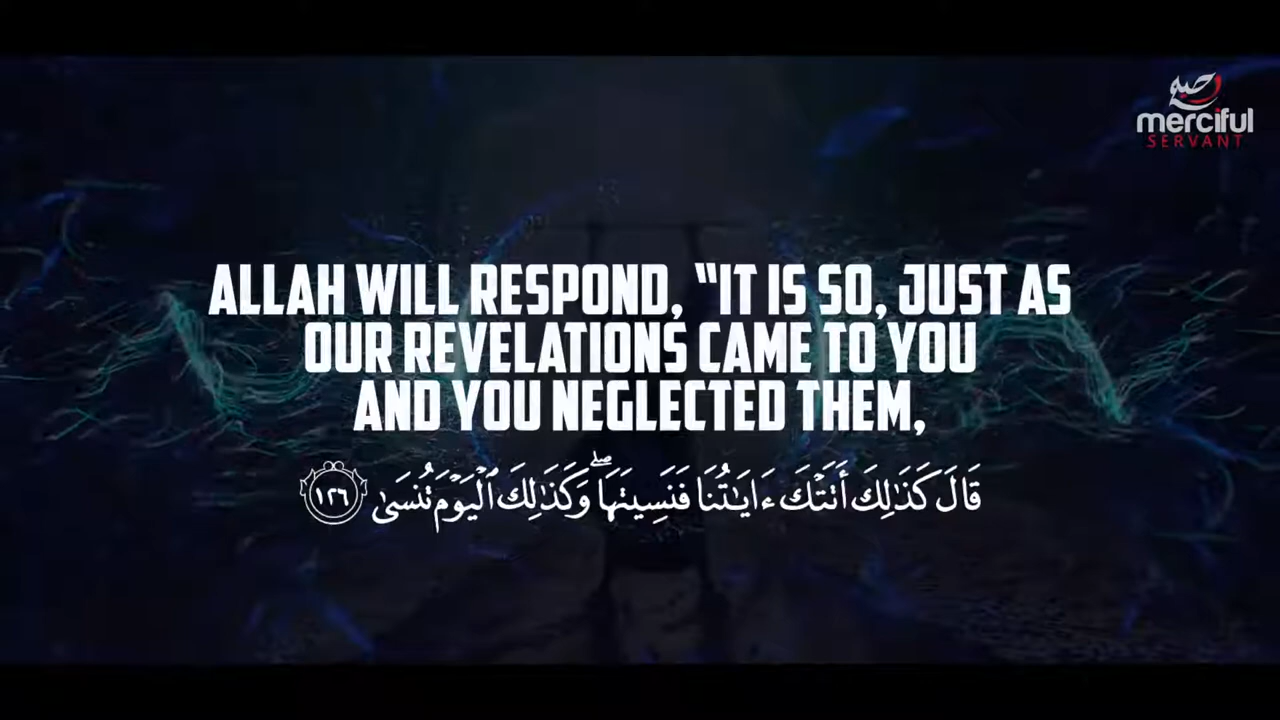 merciful
SERVANT
ALLAH WILL RESPOND, “IT IS SO, JUST AS
OUR REVELATIONS CAME TO YOU
AND YOU NEGLECTED THEM,
قَالَ كَذَٰلِكَ أَتَتْكَ ءَايَـٰتُنَا فَنَسِيتَهَا ۖ وَكَذَٰلِكَ ٱلْيَوْمَ تُنسَىٰ ١٢٦